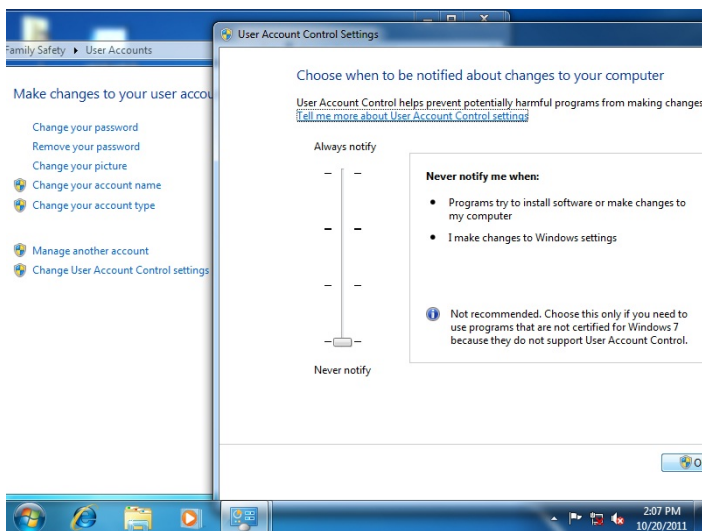 User Account Control Settings
Family Safety ▸ User Accounts
Make changes to your user accou
Change your password
Remove your password
Change your picture
Change your account name
Change your account type
Manage another account
Change User Account Control settings
Choose when to be notified about changes to your computer
User Account Control helps prevent potentially harmful programs from making changes
Tell me more about User Account Control settings
Always notify
Never notify me when:
• Programs try to install software or make changes to
my computer
• I make changes to Windows settings
Not recommended. Choose this only if you need to
use programs that are not certified for Windows 7
because they do not support User Account Control.
Never notify
O
2:07 PM
10/20/2011